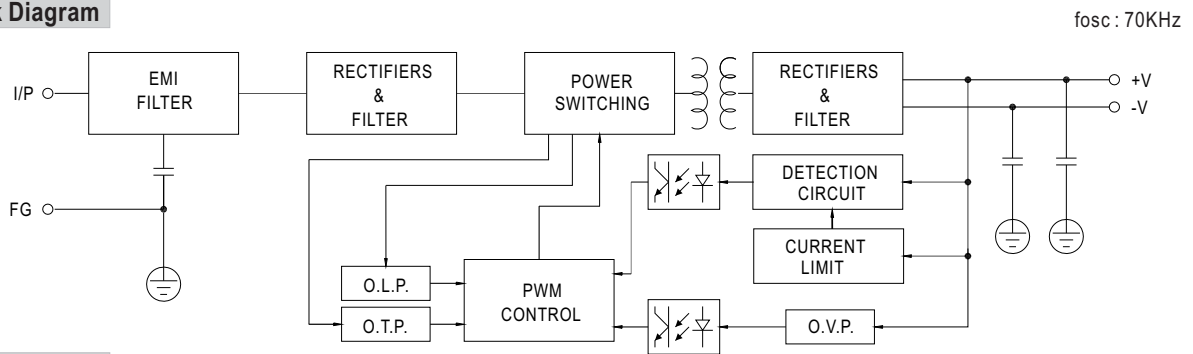 k Diagram
fosc : 70KHz
I/P
EMI
FILTER
RECTIFIERS
&
FILTER
POWER
SWITCHING
RECTIFIERS
&
FILTER
+V
-V
DETECTION
CIRCUIT
FG
CURRENT
LIMIT
O.L.P.
PWM
CONTROL
O.T.P.
O.V.P.